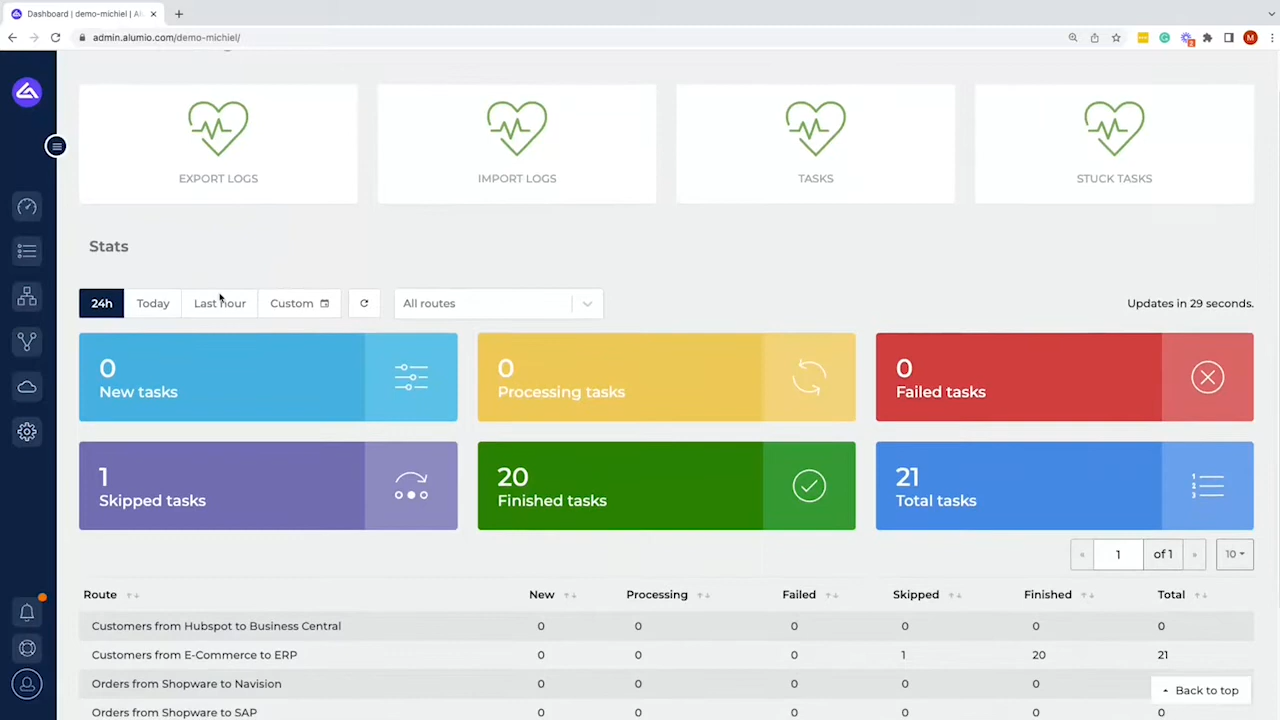 Dashboard | demo-michiel | Al
admin.alumio.com/demo-michiel/
2
M
EXPORT LOGS
IMPORT LOGS
TASKS
STUCK TASKS
Stats
24h
Today
Last hour
Custom
All routes
Updates in 29 seconds.
0
New tasks
0
Processing tasks
0
Failed tasks
1
Skipped tasks
20
Finished tasks
21
Total tasks
« 1 of 1 » 10
Route New Processing Failed Skipped Finished Total
Customers from Hubspot to Business Central 0 0 0 0 0 0
Customers from E-Commerce to ERP 0 0 0 1 20 21
Orders from Shopware to Navision 0 0 0 0 0
Back to top
Orders from Shopware to SAP 0 0 0 0 0 0